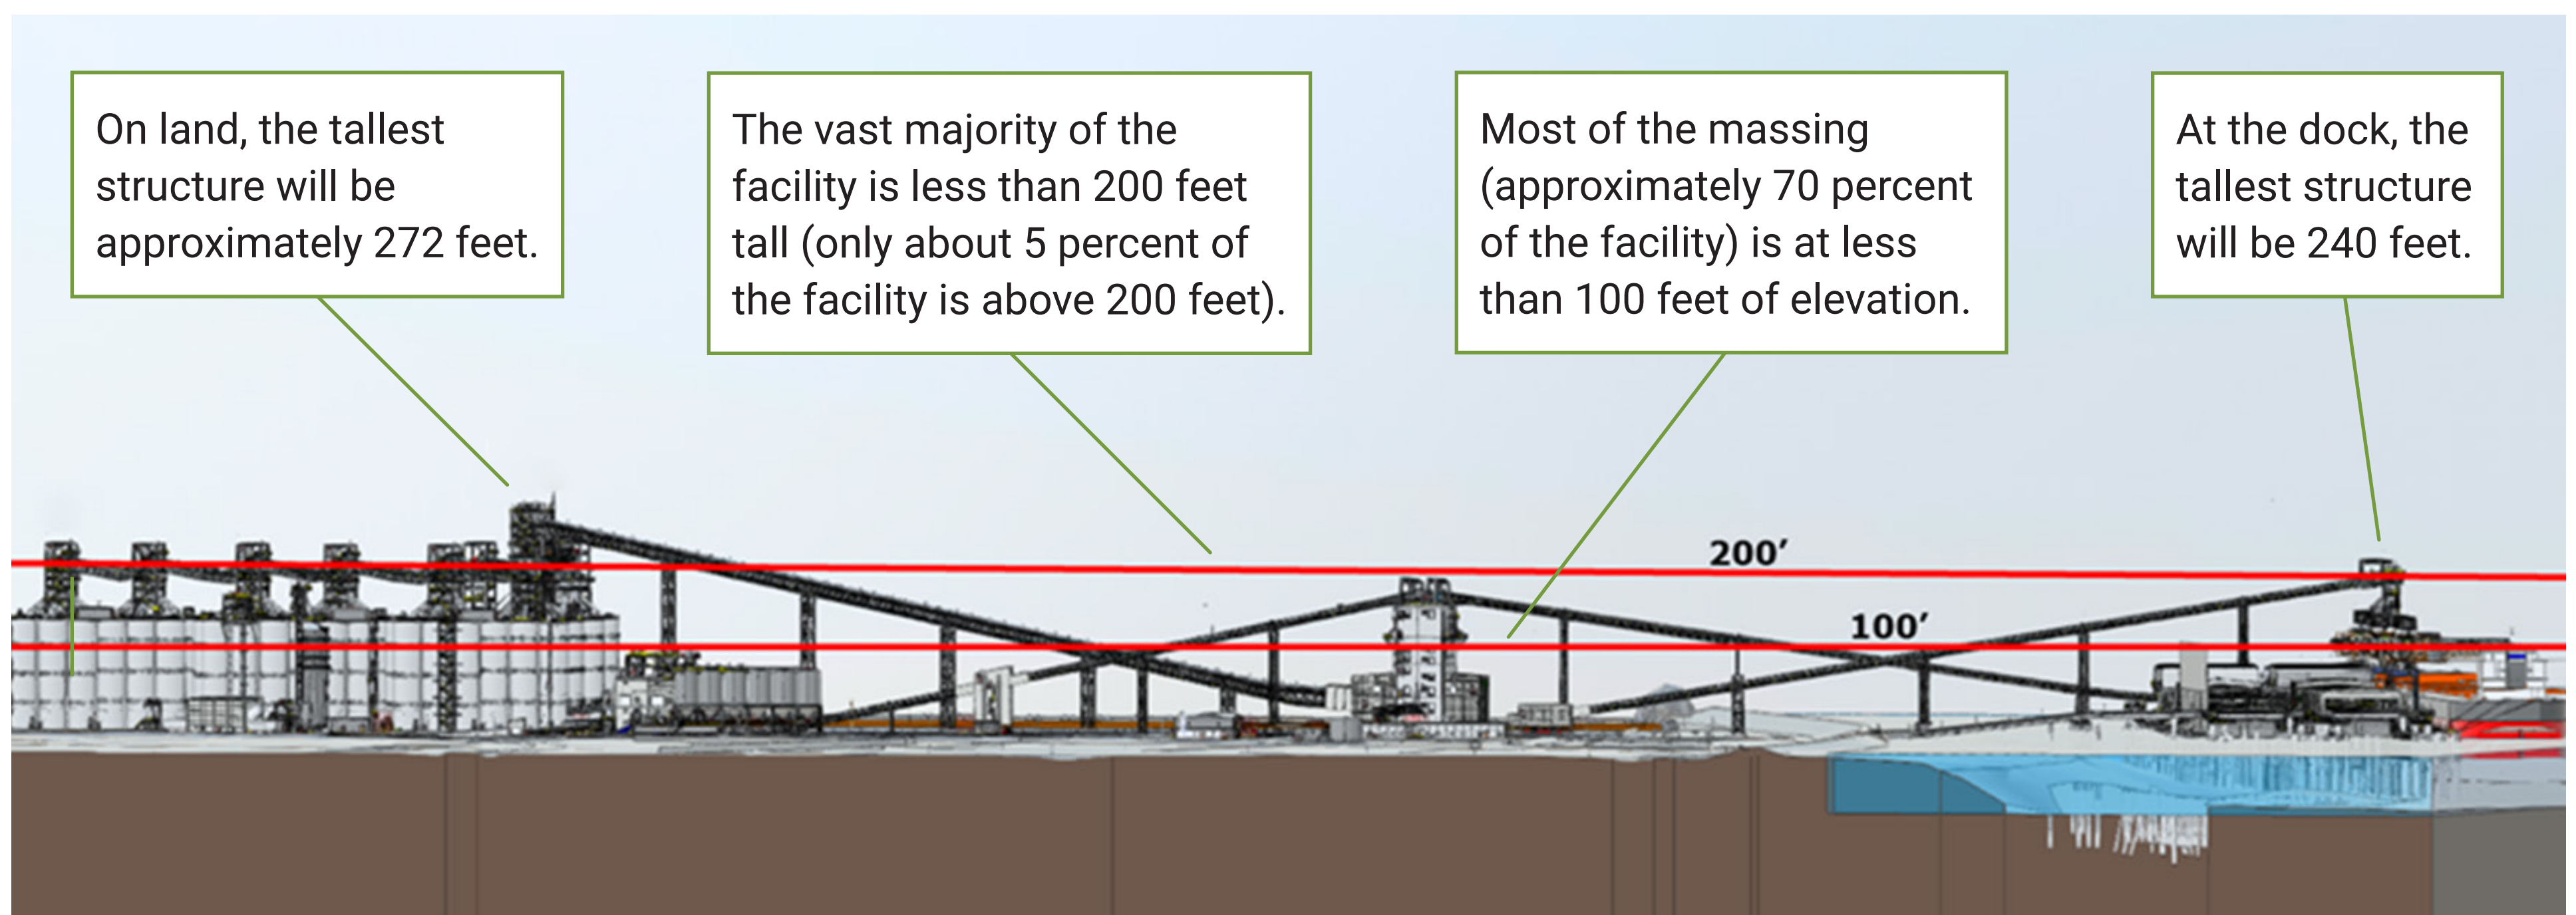 On land, the tallest
structure will be
approximately 272 feet.
The vast majority of the
facility is less than 200 feet
tall (only about 5 percent of
the facility is above 200 feet).
Most of the massing
(approximately 70 percent
of the facility) is at less
than 100 feet of elevation.
At the dock, the
tallest structure
will be 240 feet.
200’
100’